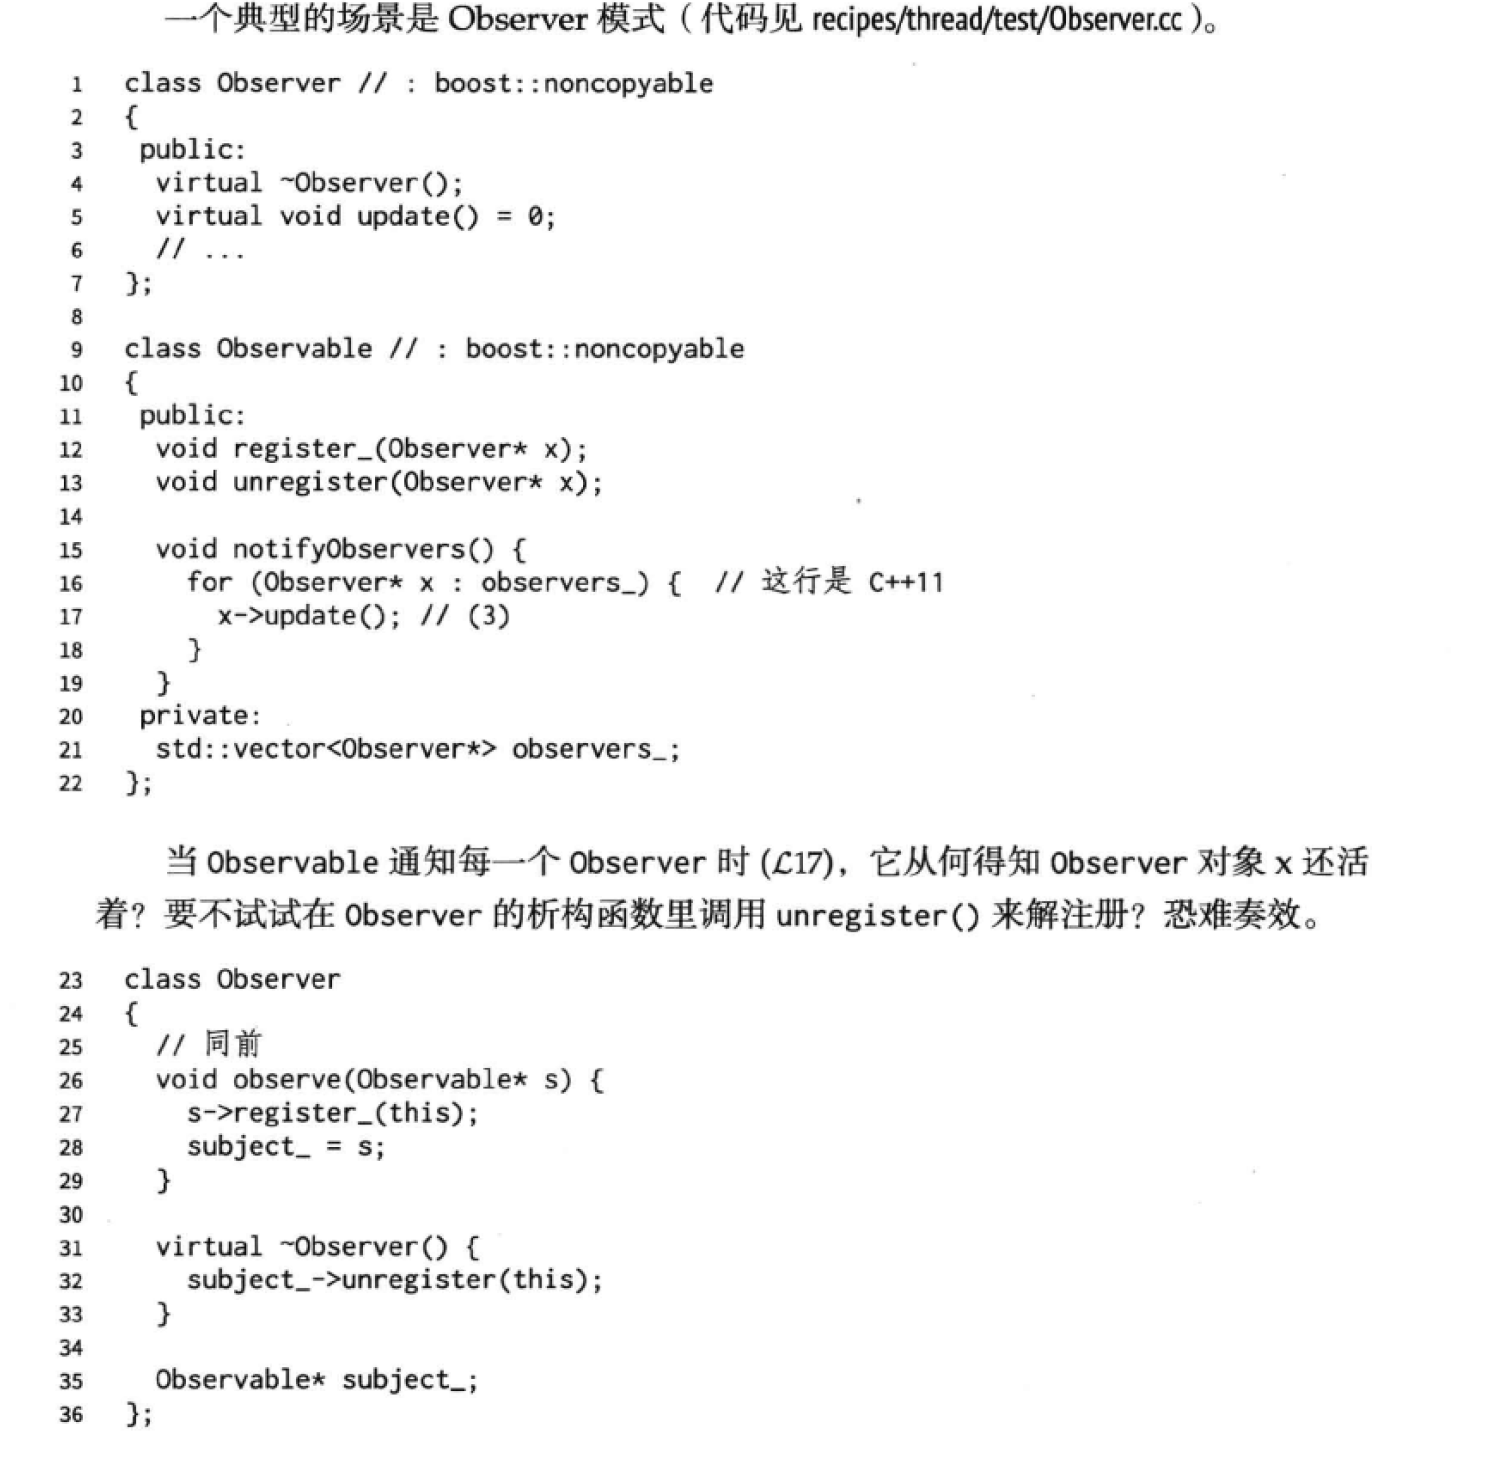 一个典型的场景是 Observer 模式（代码见 recipes/thread/test/Observer.cc）。
1 class Observer // : boost::noncopyable
2 {
3 public:
4 virtual ~Observer();
5 virtual void update() = 0;
6 // ...
7 };
8
9 class Observable // : boost::noncopyable
10 {
11 public:
12 void register_(Observer* x);
13 void unregister(Observer* x);
14
15 void notifyObservers() {
16 for (Observer* x : observers_) { // 这行是 C++11
17 x->update(); // (3)
18 }
19 }
20 private:
21 std::vector<Observer*> observers_;
22 };
当 Observable 通知每一个 Observer 时 (L17)，它从何得知 Observer 对象 x 还活
着？要不试试在 Observer 的析构函数里调用 unregister() 来解注册？恐难奏效。
23 class Observer
24 {
25 // 同前
26 void observe(Observable* s) {
27 s->register_(this);
28 subject_ = s;
29 }
30
31 virtual ~Observer() {
32 subject_->unregister(this);
33 }
34
35 Observable* subject_;
36 };